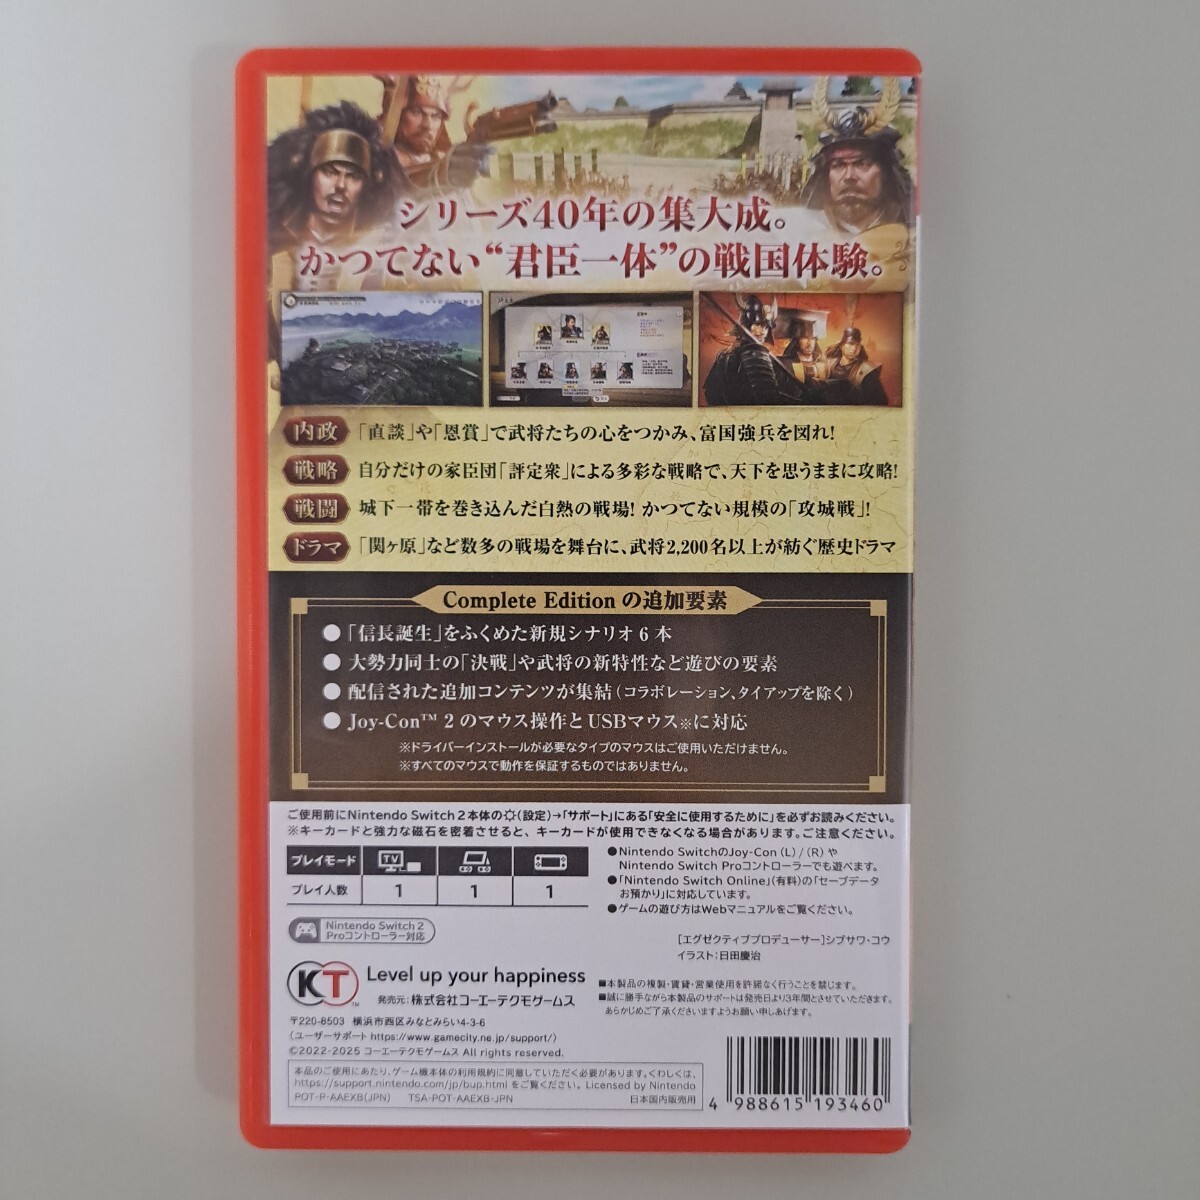 シリーズ40年の集大成。
かつてない“君臣一体”の戦国体験。
内政 「直談」や「恩賞」で武将たちの心をつかみ、富国強兵を図れ!
戦略 自分だけの家臣団「評定衆」による多彩な戦略で、天下を思うままに攻略!
戦闘 城下一帯を巻き込んだ白熱の戦場! かつてない規模の「攻城戦」!
ドラマ 「関ヶ原」など数多の戦場を舞台に、武将2,200名以上が紡ぐ歴史ドラマ
Complete Edition の追加要素
●「信長誕生」をふくめた新規シナリオ 6 本
●大勢力同士の「決戦」や武将の新特性など遊びの要素
●配信された追加コンテンツが集結(コラボレーション、タイアップを除く)
●Joy-Con™ 2 のマウス操作とUSBマウス※に対応
※ドライバーインストールが必要なタイプのマウスはご使用いただけません。
※すべてのマウスで動作を保証するものではありません。
ご使用前にNintendo Switch 2本体の(設定)→「サポート」にある「安全に使用するために」を必ずお読みください。
※キーカードと強力な磁石を密着させると、キーカードが使用できなくなる場合があります。ご注意ください。
プレイモード TV
プレイ人数 1 1 1
●Nintendo SwitchのJoy-Con (L) / (R) や
Nintendo Switch Proコントローラーでも遊べます。
●「Nintendo Switch Online」(有料)の「セーブデータ
お預かり」に対応しています。
●ゲームの遊び方はWebマニュアルをご覧ください。
Nintendo Switch 2
Proコントローラー対応
[エグゼクティブプロデューサー]シブサワ・コウ
イラスト:日田慶治
KT™ Level up your happiness
発売元: 株式会社コーエーテクモゲームス
■本製品の複製・賃貸・営業使用を許諾なく行うことを禁じます。
■誠に勝手ながら本製品のサポートは発売日より3年間とさせていただきます。
あらかじめご了承くださいますようお願い申しあげます。
〒220-8503 横浜市西区みなとみらい4-3-6
〈ユーザーサポート https://www.gamecity.ne.jp/support/〉
©2022-2025 コーエーテクモゲームス All rights reserved.
本品のご使用にあたり、ゲーム機本体の利用規約に同意していただく必要があります。くわしくは、
https://support.nintendo.com/jp/bup.html をご覧ください。 Licensed by Nintendo
POT-P-AAEXB(JPN) TSA-POT-AAEXB-JPN 日本国内販売用
4 988615 193460